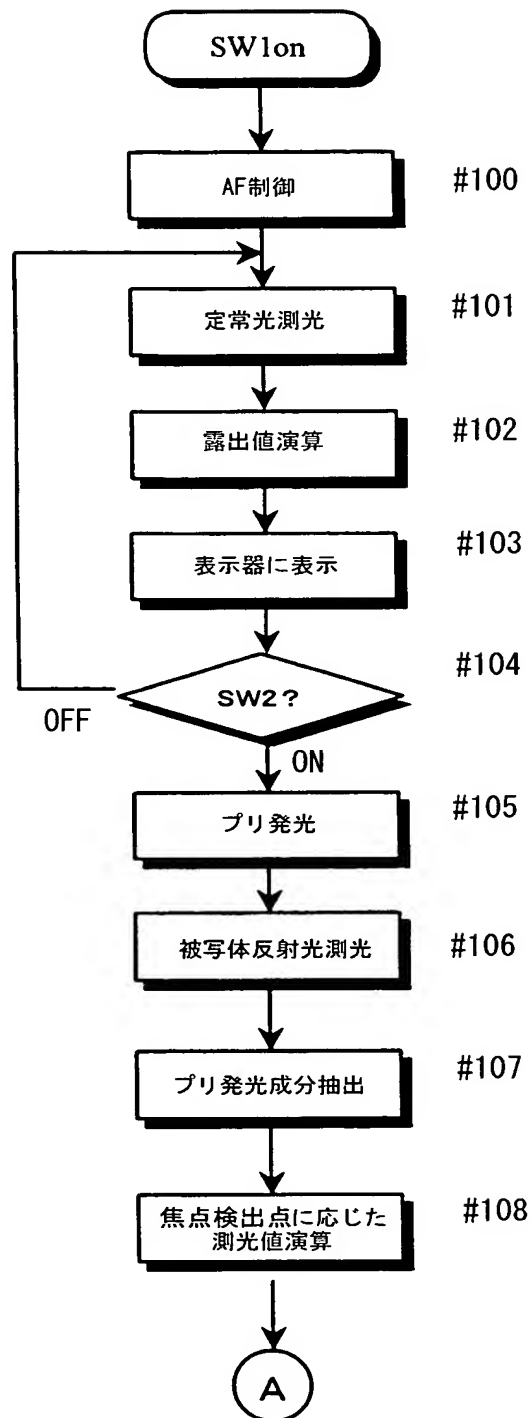 SW1on
AF制御
#100
定常光測光
#101
露出値演算
#102
表示器に表示
#103
SW2?
#104
OFF
ON
プリ発光
#105
被写体反射光測光
#106
プリ発光成分抽出
#107
焦点検出点に応じた
測光値演算
#108
A